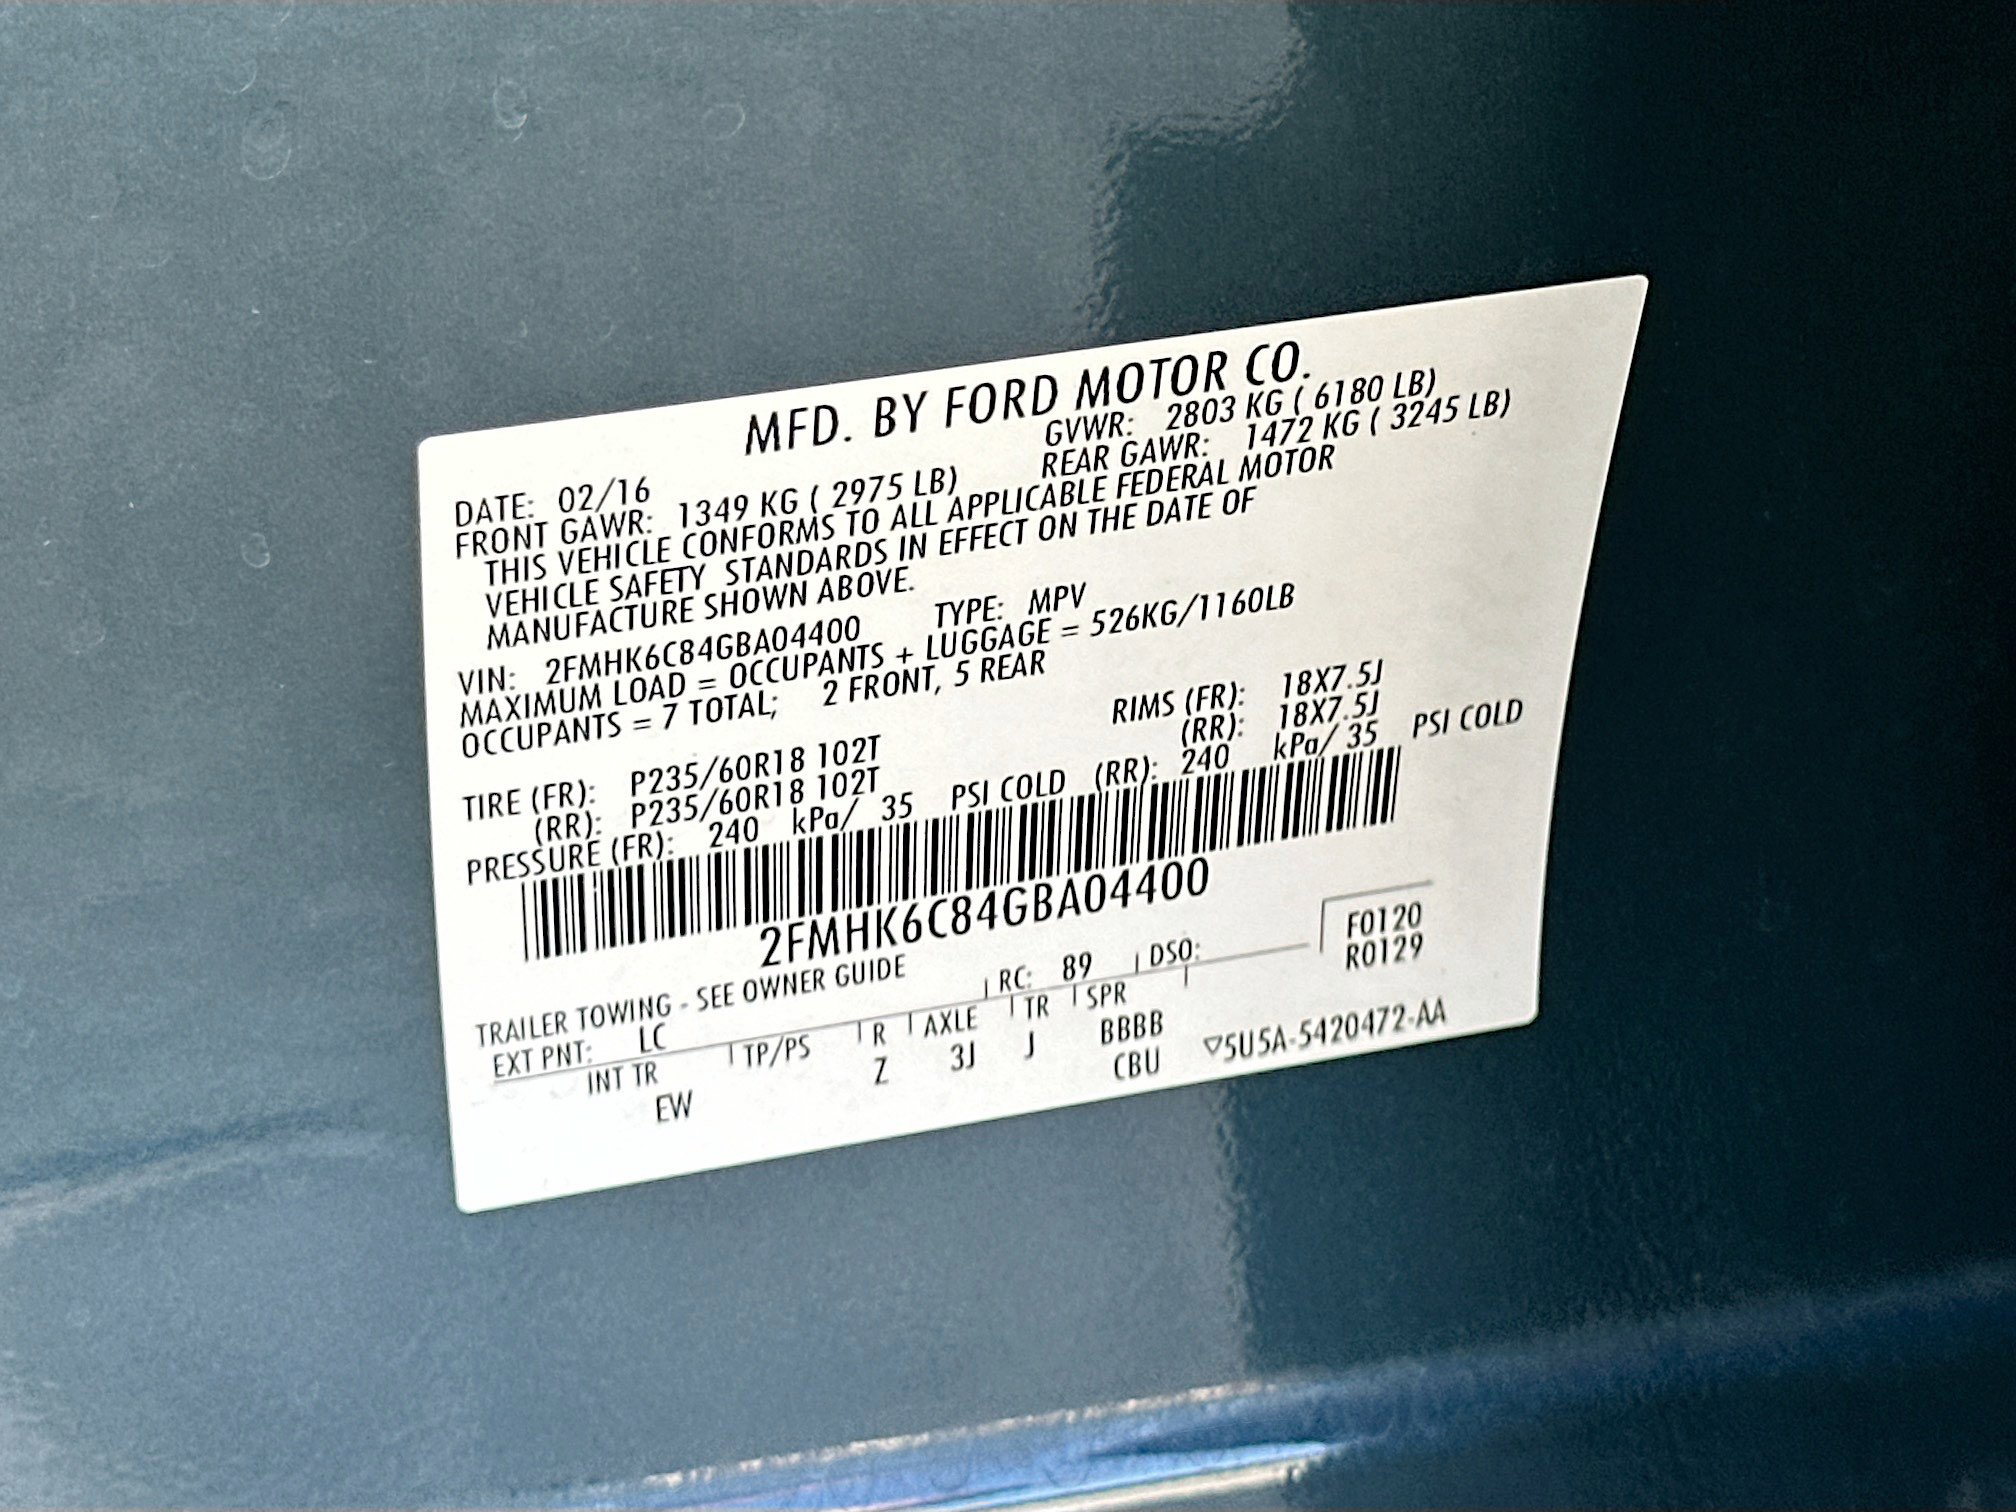 MFD. BY FORD MOTOR CO.
DATE: 02/16 GVWR: 2803 KG ( 6180 LB)
FRONT GAWR: 1349 KG ( 2975 LB) REAR GAWR: 1472 KG ( 3245 LB)
THIS VEHICLE CONFORMS TO ALL APPLICABLE FEDERAL MOTOR
VEHICLE SAFETY STANDARDS IN EFFECT ON THE DATE OF
MANUFACTURE SHOWN ABOVE.
VIN: 2FMHK6C84GBA04400 TYPE: MPV
MAXIMUM LOAD = OCCUPANTS + LUGGAGE = 526KG/1160LB
OCCUPANTS = 7 TOTAL; 2 FRONT, 5 REAR
TIRE (FR): P235/60R18 102T RIMS (FR): 18X7.5J
(RR): P235/60R18 102T (RR): 18X7.5J
PRESSURE (FR): 240 kPa/ 35 PSI COLD (RR): 240 kPa/ 35 PSI COLD
2FMHK6C84GBA04400
F0120
TRAILER TOWING - SEE OWNER GUIDE R0129
EXT PNT: LC RC: 89 DSO:
INT TR TP/PS R AXLE TR SPR
EW Z 3J J BBBB
CBU ▽5U5A-5420472-AA